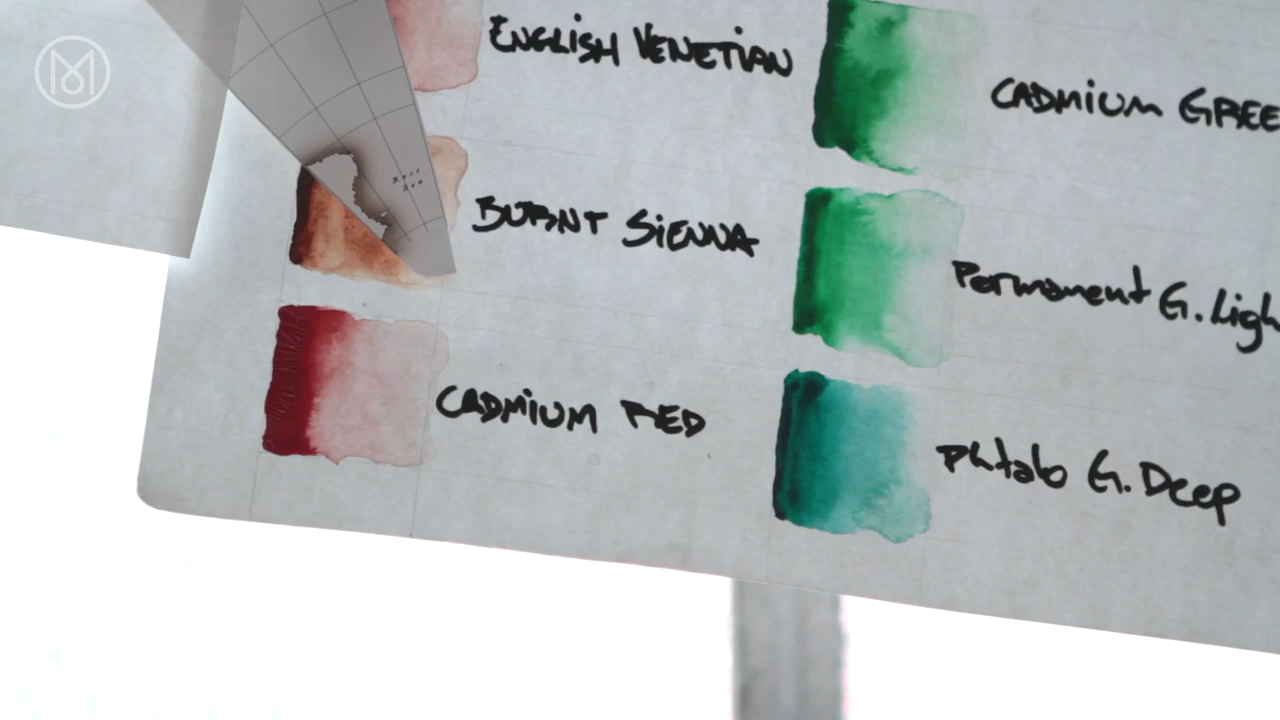 ENGLISH VENETIAN
BURNT SIENNA
CADMIUM RED
CADMIUM GREE
Permanent G. Ligh
Phtalo G. Deep